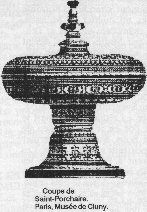 Coupe de
Saint-Porchaire.
Paris, Musée de Cluny.